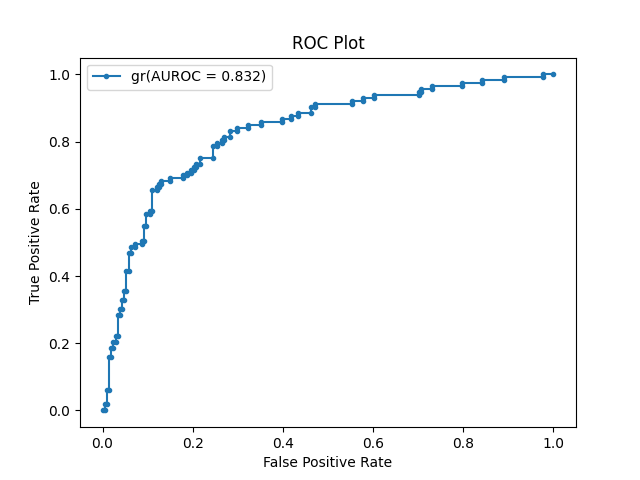 ROC Plot
gr(AUROC = 0.832)
1.0
0.8
0.6
0.4
0.2
0.0
True Positive Rate
0.0 0.2 0.4 0.6 0.8 1.0
False Positive Rate